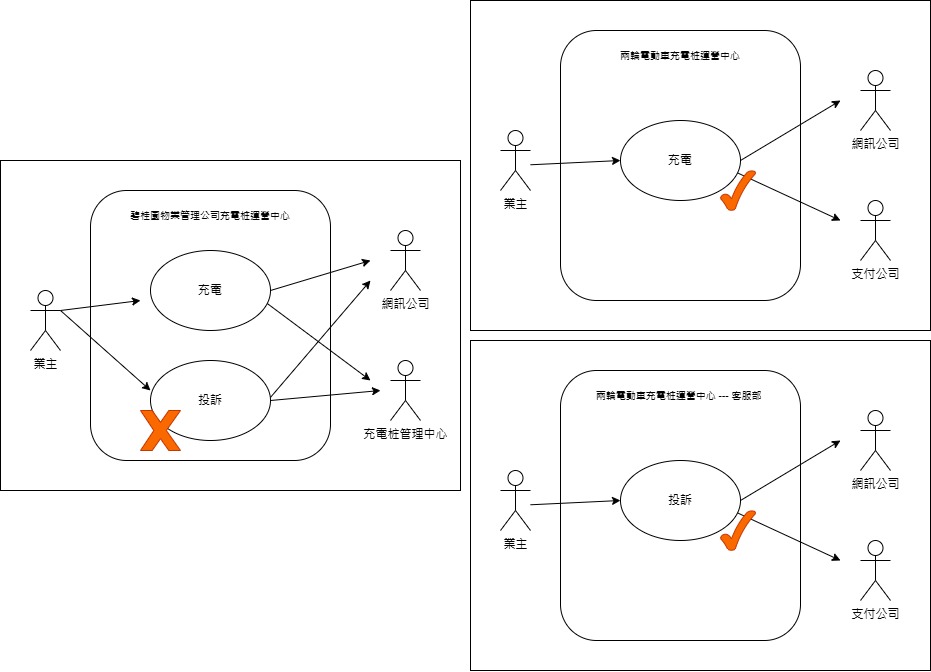 碧桂園物業管理公司充電桩運營中心
充電
投訴
業主
網訊公司
充電桩管理中心
兩輪電動車充電桩運營中心
充電
業主
網訊公司
支付公司
兩輪電動車充電桩運營中心 --- 客服部
投訴
業主
網訊公司
支付公司